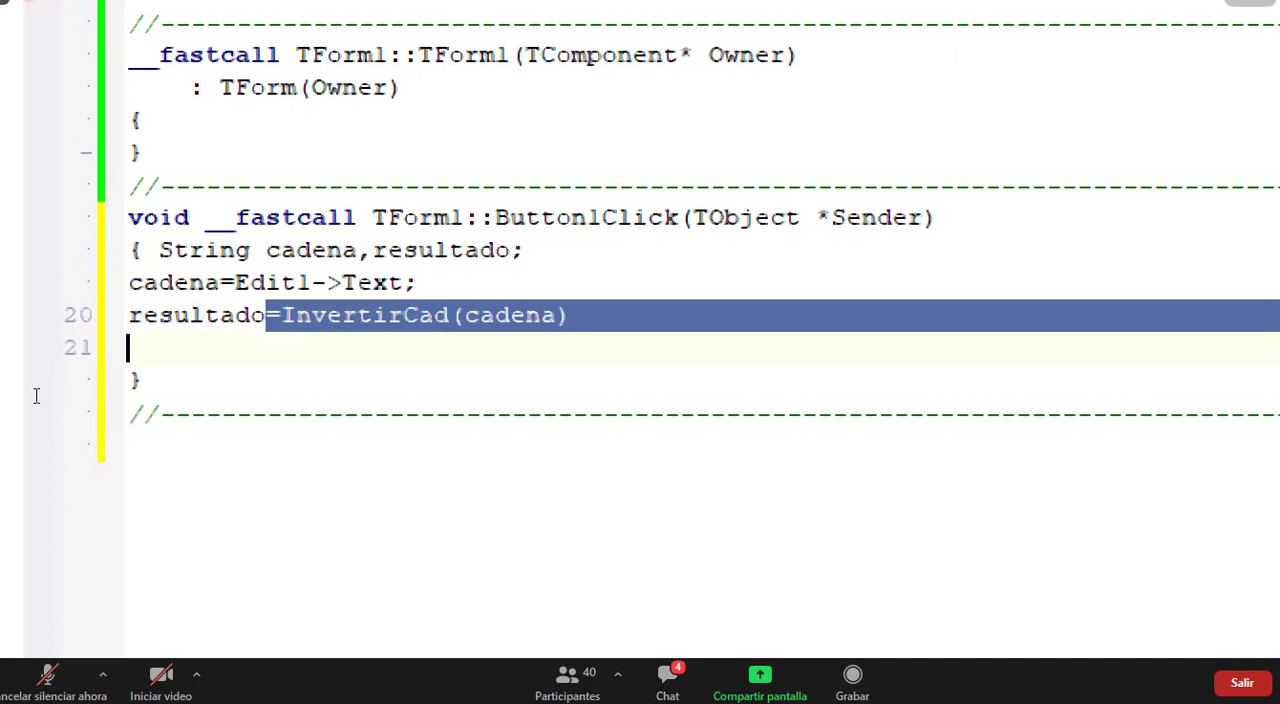 //--------------------------------------------------------------------------
__fastcall TForm1::TForm1(TComponent* Owner)
: TForm(Owner)
{
}
//--------------------------------------------------------------------------
void __fastcall TForm1::Button1Click(TObject *Sender)
{ String cadena,resultado;
cadena=Edit1->Text;
20 resultado=InvertirCad(cadena)
21
}
//--------------------------------------------------------------------------
ancelar silenciar ahora
Iniciar video
40
Participantes
4
Chat
Compartir pantalla
Grabar
Salir